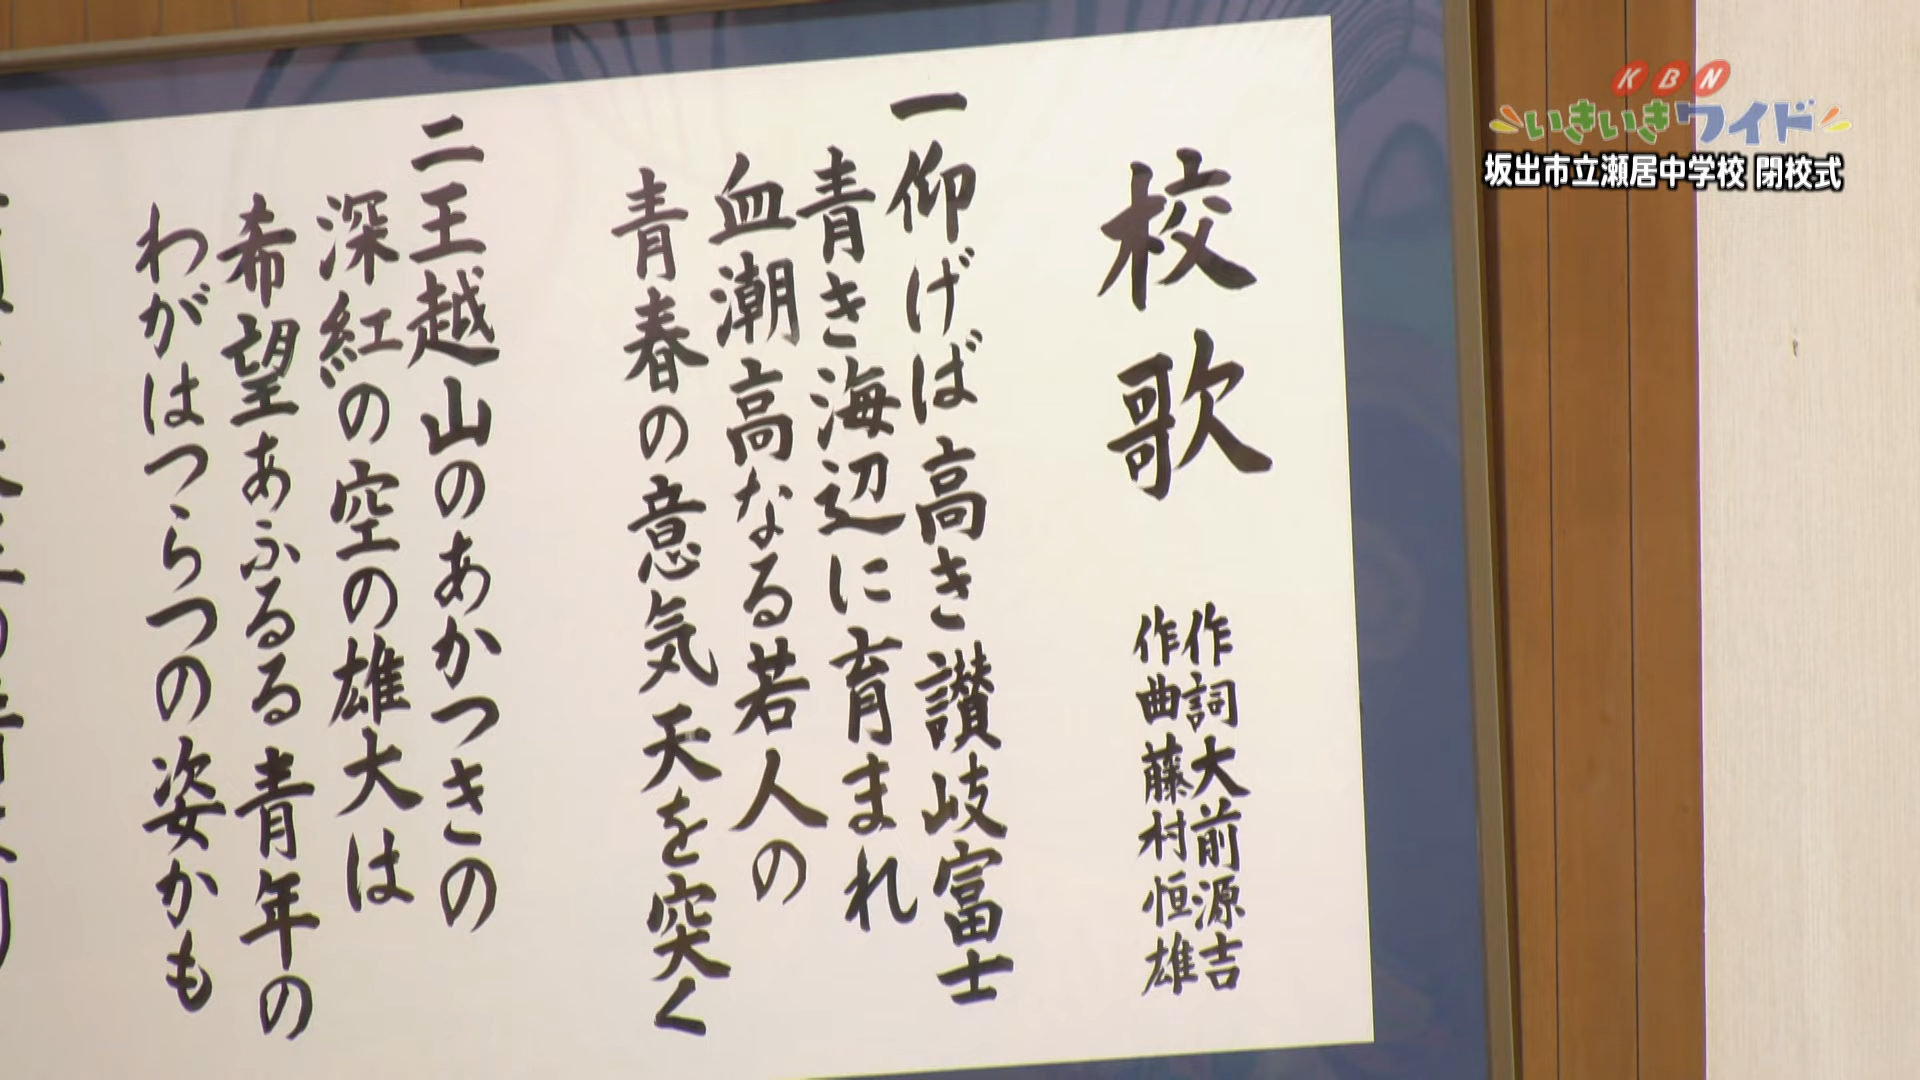 KBN
いきいきワイド
坂出市立瀬居中学校 閉校式
校歌
作詞 大前源吉
作曲 藤村恒雄
一 仰げば高き讃岐富士
青き海辺に育まれ
血潮高なる若人の
青春の意気天を突く
二 王越山のあかつきの
深紅の空の雄大は
希望あふるる青年の
わがはつらつの姿かも